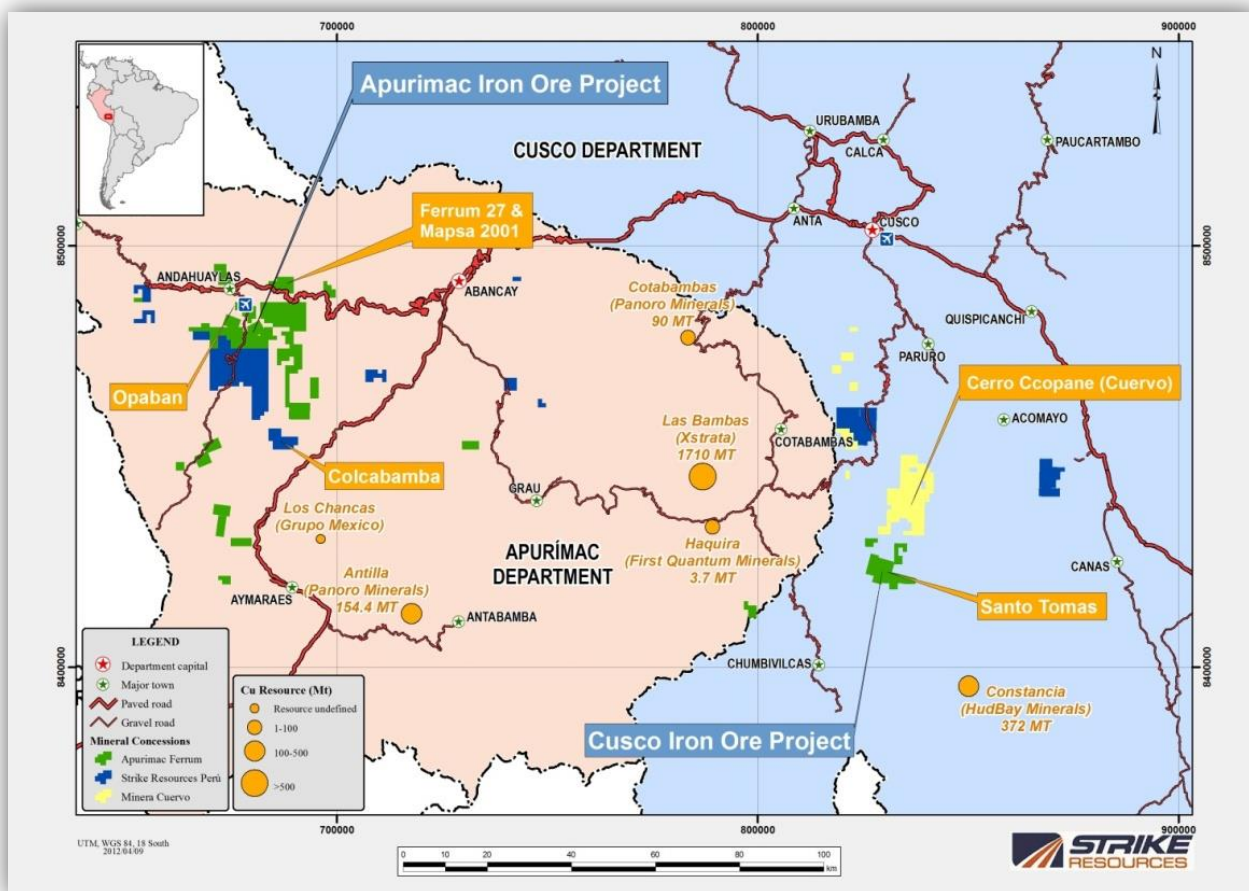 700000
800000
900000
N
Apurimac Iron Ore Project
URUBAMBA
CALCA
PAUCARTAMBO
CUSCO DEPARTMENT
Ferrum 27 &
Mapsa 2001
ANTA
CUSCO
8500000
8500000
ANDAHUAYLAS
ABANCAY
Cotabambas
(Panoro Minerals)
90 MT
QUISPICANCHI
PARURO
Opaban
Cerro Ccopane (Cuervo)
Las Bambas
(Xstrata)
1710 MT
ACOMAYO
COTABAMBAS
Colcabamba
GRAU
Los Chancas
(Grupo Mexico)
Haquira
(First Quantum Minerals)
3.7 MT
APURÍMAC
DEPARTMENT
CANAS
Antilla
(Panoro Minerals)
154.4 MT
AYMARAES
ANTABAMBA
Santo Tomas
CHUMBIVILCAS
8400000
8400000
Constancia
(HudBay Minerals)
372 MT
Cusco Iron Ore Project
LEGEND
Department capital
Major town
Paved road
Gravel road
Mineral Concessions
Apurimac Ferrum
Strike Resources Perú
Minera Cuervo
Cu Resource (Mt)
Resource undefined
1-100
100-500
>500
700000
800000
900000
UTM, WGS 84, 18 South
2012/04/09
0 10 20 40 60 80 100
km
STRIKE
RESOURCES